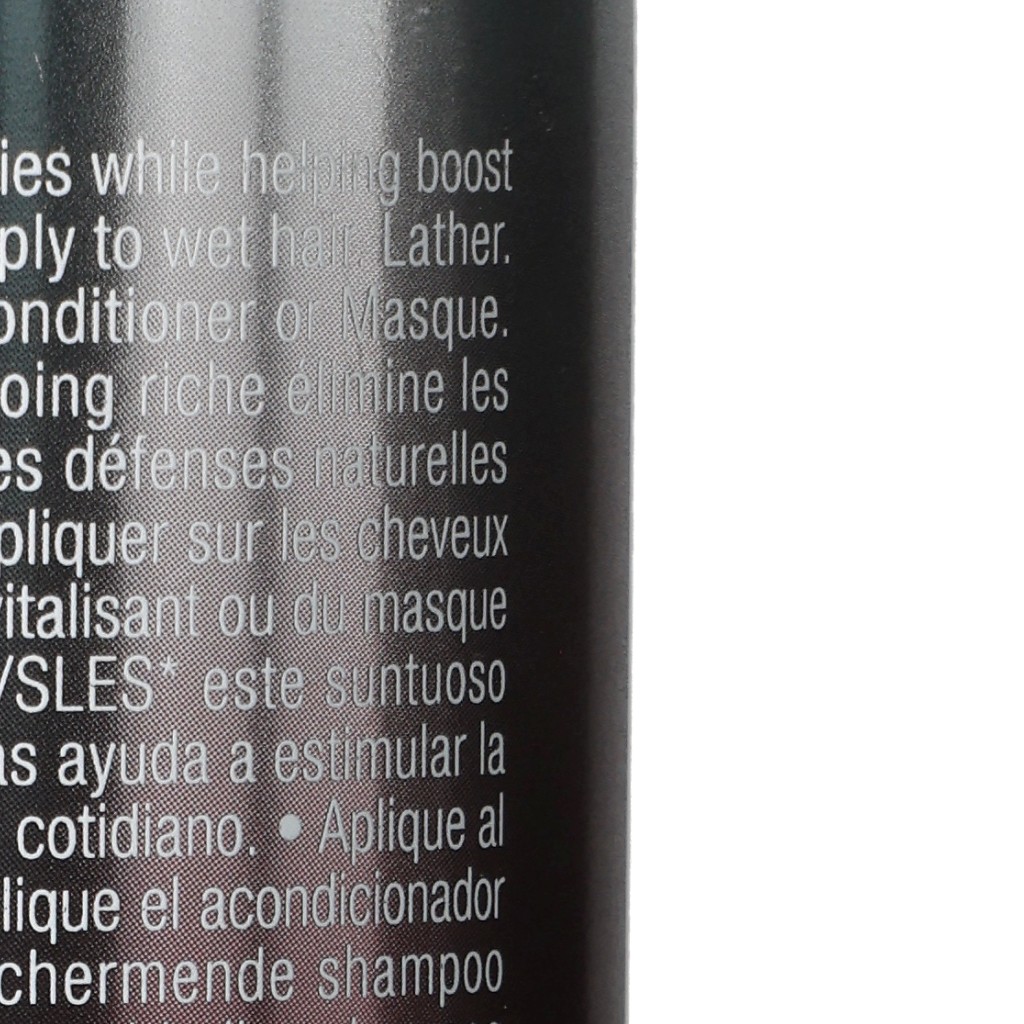 ies while helping boost
ply to wet hair. Lather.
onditioner or Masque.
oing riche élimine les
es défenses naturelles
pliquer sur les cheveux
vitalisant ou du masque
/SLES* este suntuoso
as ayuda a estimular la
cotidiano. • Aplique al
lique el acondicionador
chermende shampoo